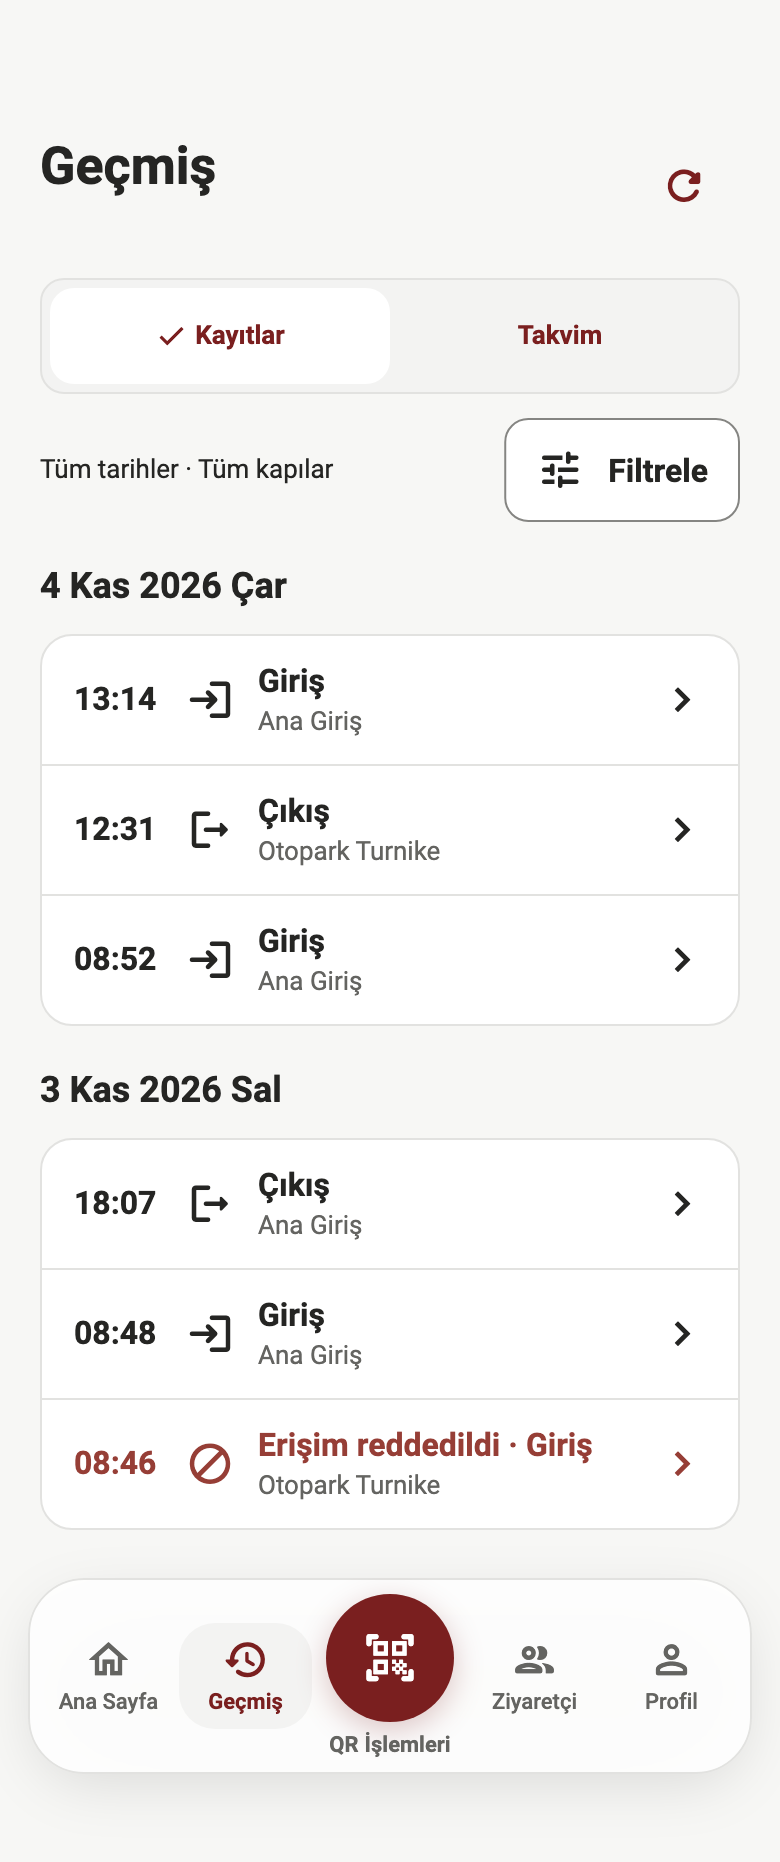 Geçmiş
Kayıtlar
Takvim
Tüm tarihler · Tüm kapılar
Filtrele
4 Kas 2026 Çar
13:14
Giriş
Ana Giriş
12:31
Çıkış
Otopark Turnike
08:52
Giriş
Ana Giriş
3 Kas 2026 Sal
18:07
Çıkış
Ana Giriş
08:48
Giriş
Ana Giriş
08:46
Erişim reddedildi · Giriş
Otopark Turnike
Ana Sayfa
Geçmiş
QR İşlemleri
Ziyaretçi
Profil